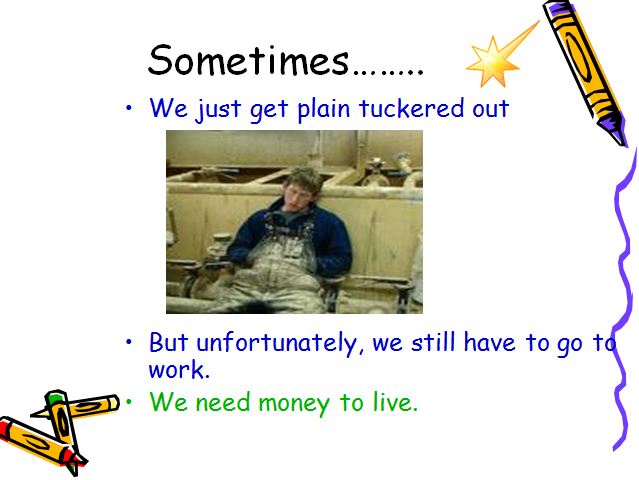 Sometimes……..
• We just get plain tuckered out
• But unfortunately, we still have to go to
work.
• We need money to live.